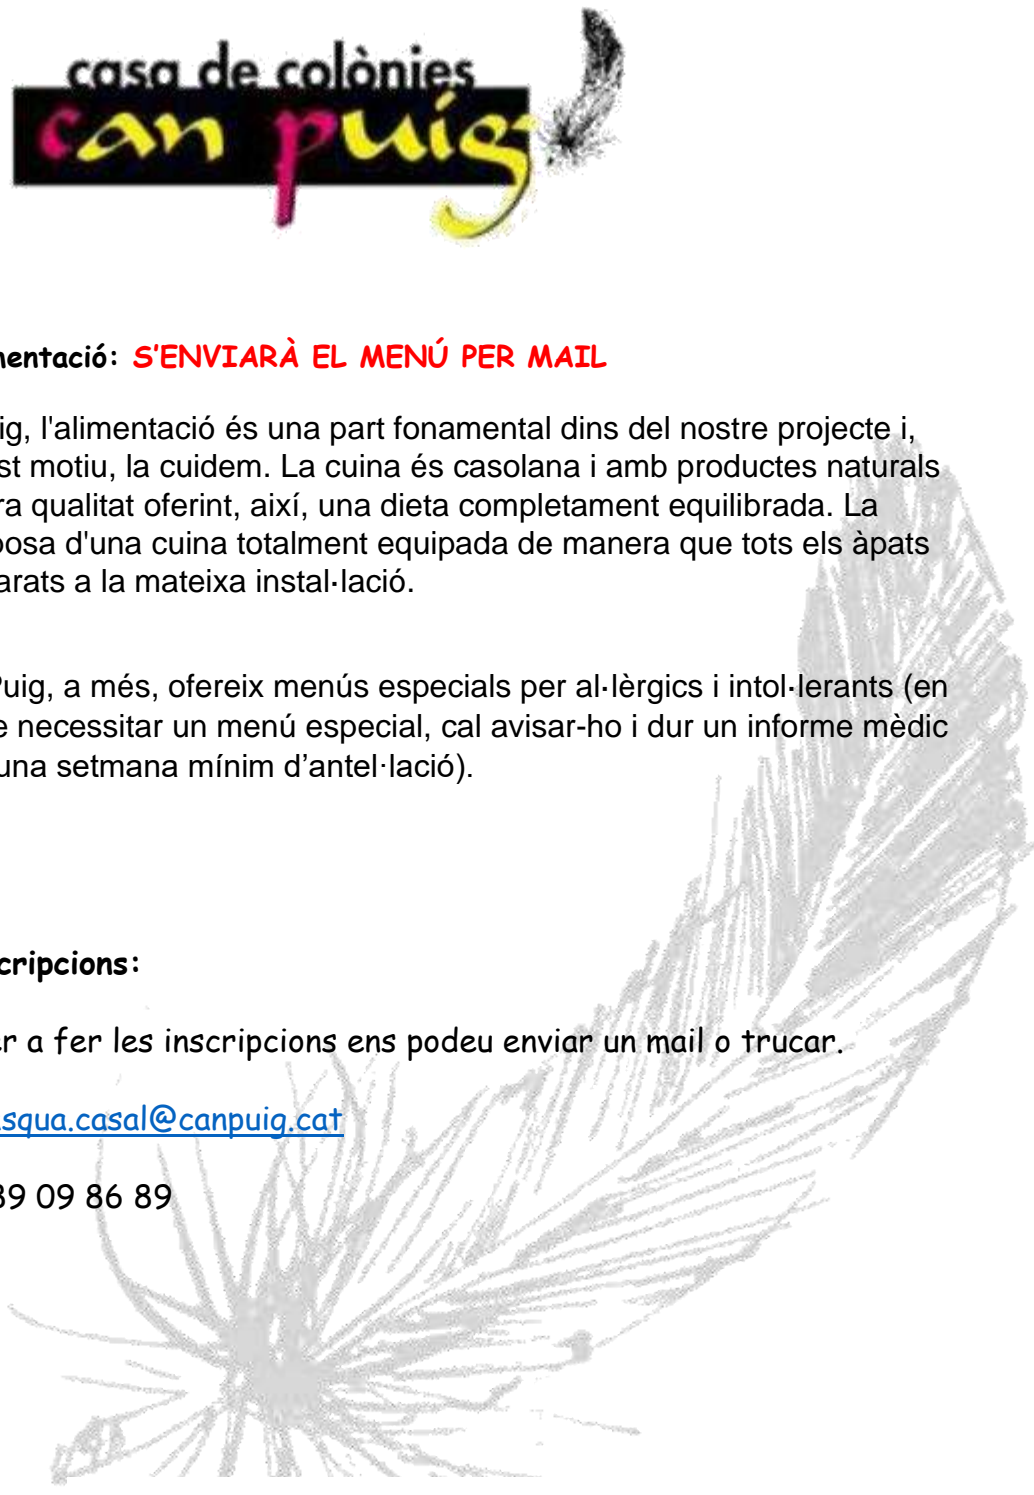 casa de colònies
can puig
mentació: S’ENVIARÀ EL MENÚ PER MAIL
ig, l'alimentació és una part fonamental dins del nostre projecte i,
st motiu, la cuidem. La cuina és casolana i amb productes naturals
ra qualitat oferint, així, una dieta completament equilibrada. La
posa d'una cuina totalment equipada de manera que tots els àpats
arats a la mateixa instal·lació.
Puig, a més, ofereix menús especials per al·lèrgics i intol·lerants (en
e necessitar un menú especial, cal avisar-ho i dur un informe mèdic
una setmana mínim d’antel·lació).
cripcions:
er a fer les inscripcions ens podeu enviar un mail o trucar.
squa.casal@canpuig.cat
39 09 86 89